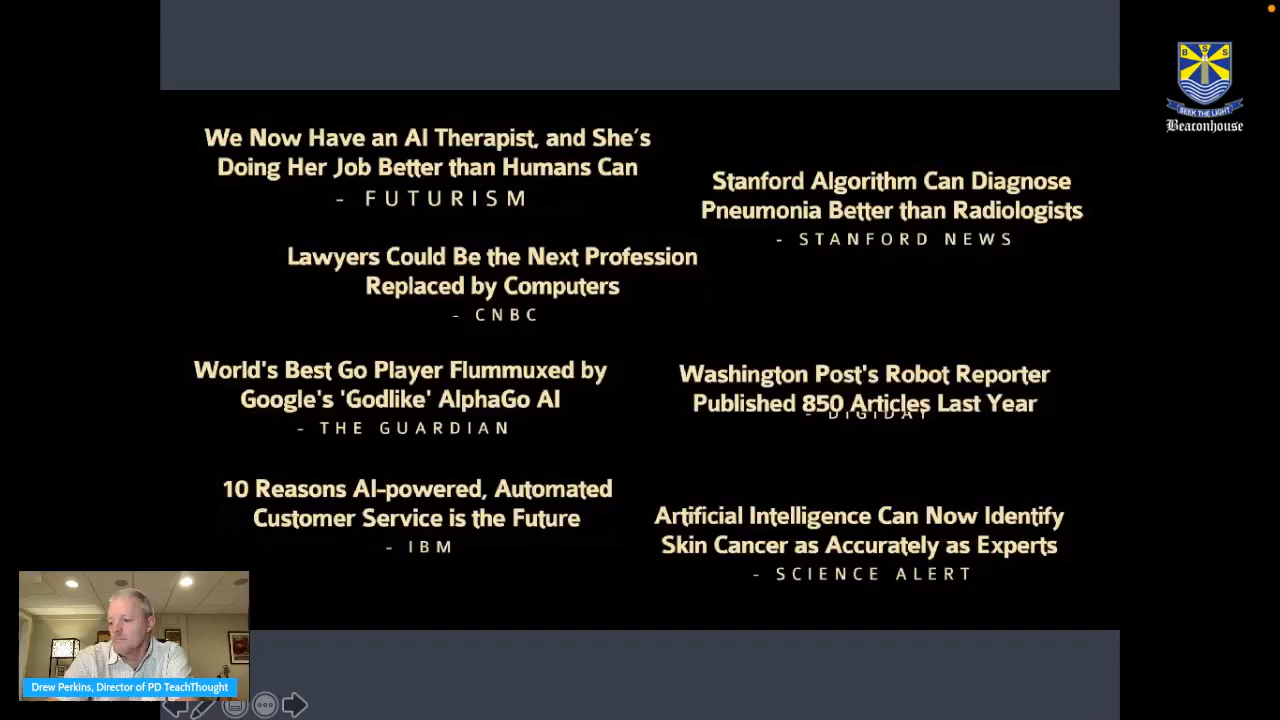 We Now Have an AI Therapist, and She's
Doing Her Job Better than Humans Can
- FUTURISM
Stanford Algorithm Can Diagnose
Pneumonia Better than Radiologists
- STANFORD NEWS
Lawyers Could Be the Next Profession
Replaced by Computers
- CNBC
World's Best Go Player Flummuxed by
Google's 'Godlike' AlphaGo AI
- THE GUARDIAN
Washington Post's Robot Reporter
Published 850 Articles Last Year
- DIGIDAY
10 Reasons AI-powered, Automated
Customer Service is the Future
- IBM
Artificial Intelligence Can Now Identify
Skin Cancer as Accurately as Experts
- SCIENCE ALERT
B S S
SEEK THE LIGHT
Beaconhouse
Drew Perkins, Director of PD TeachThought